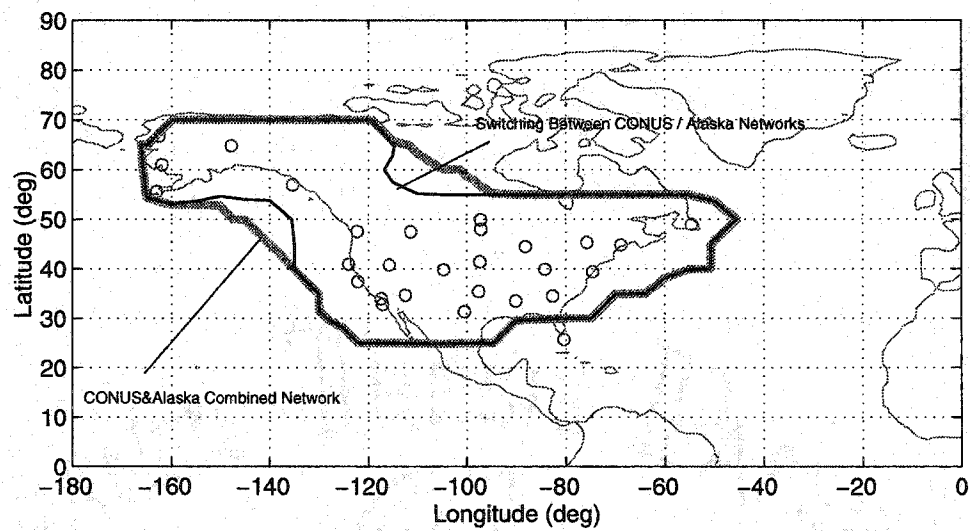 90
80
70
60
50
40
30
20
10
0
Latitude (deg)
Switching Between CONUS / Alaska Networks
CONUS&Alaska Combined Network
−180 −160 −140 −120 −100 −80 −60 −40 −20 0
Longitude (deg)